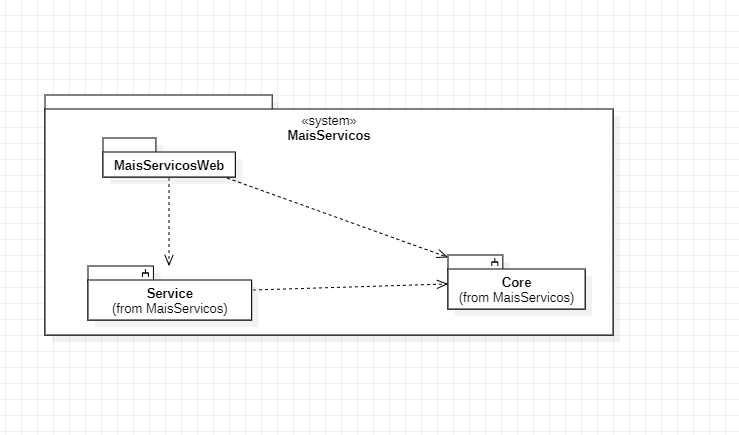 «system»
MaisServicos
MaisServicosWeb
Service
(from MaisServicos)
Core
(from MaisServicos)